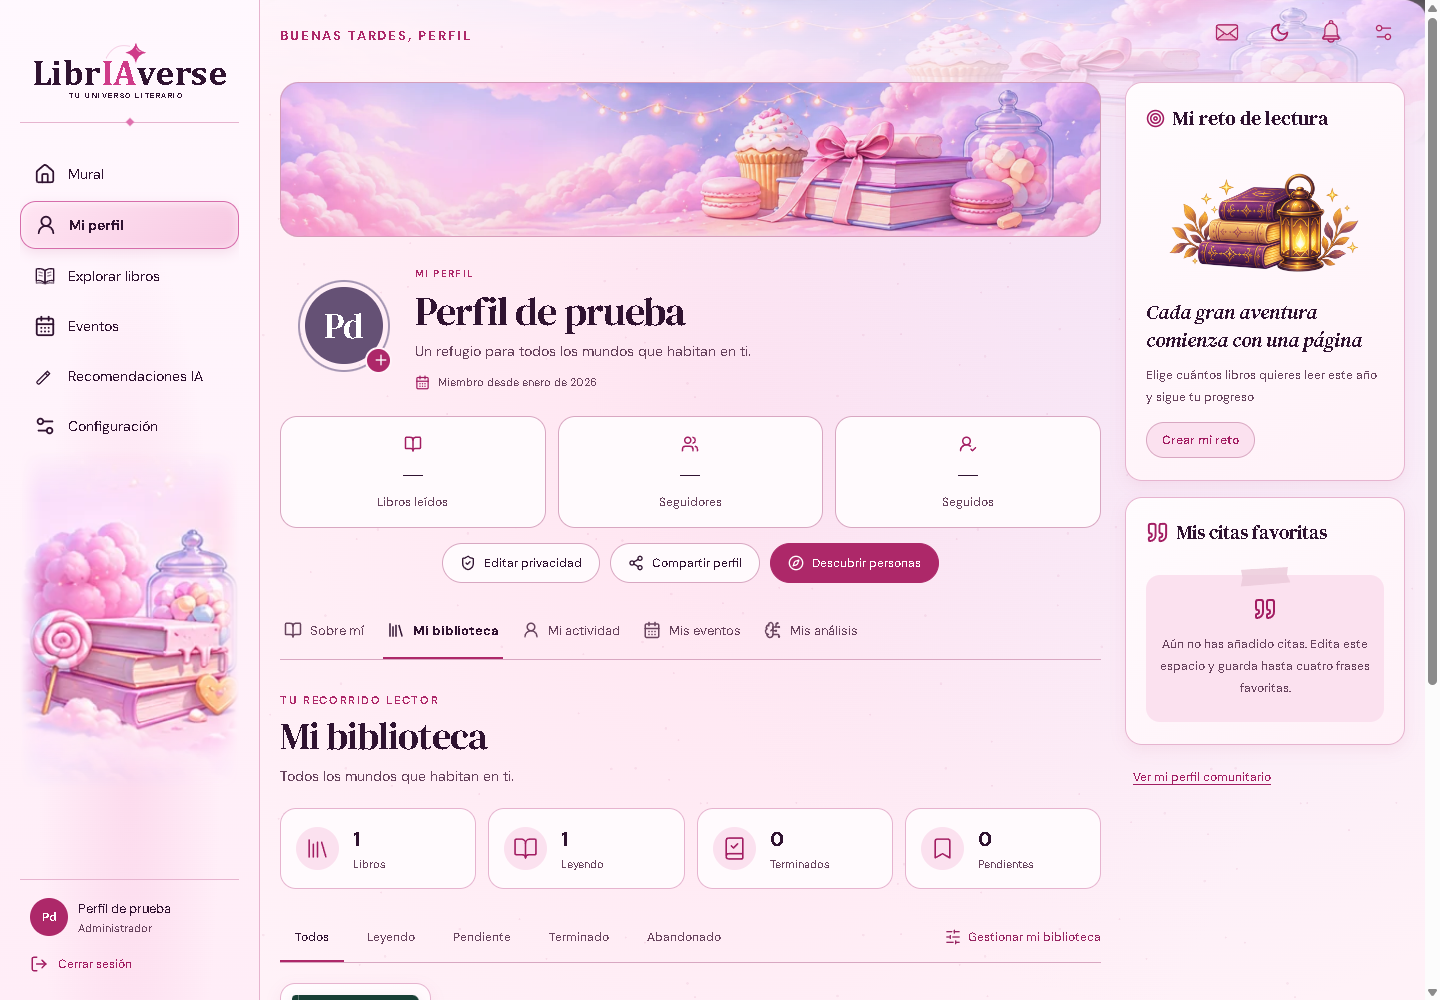 LibrIAverse
TU UNIVERSO LITERARIO
Mural
Mi perfil
Explorar libros
Eventos
Recomendaciones IA
Configuración
Pd
Perfil de prueba
Administrador
Cerrar sesión
BUENAS TARDES, PERFIL
Pd
MI PERFIL
Perfil de prueba
Un refugio para todos los mundos que habitan en ti.
Miembro desde enero de 2026
—
Libros leídos
—
Seguidores
—
Seguidos
Editar privacidad
Compartir perfil
Descubrir personas
Sobre mí
Mi biblioteca
Mi actividad
Mis eventos
Mis análisis
TU RECORRIDO LECTOR
Mi biblioteca
Todos los mundos que habitan en ti.
1
Libros
1
Leyendo
0
Terminados
0
Pendientes
Todos
Leyendo
Pendiente
Terminado
Abandonado
Gestionar mi biblioteca
Mi reto de lectura
Cada gran aventura
comienza con una página
Elige cuántos libros quieres leer este año
y sigue tu progreso
Crear mi reto
Mis citas favoritas
Aún no has añadido citas. Edita este
espacio y guarda hasta cuatro frases
favoritas.
Ver mi perfil comunitario